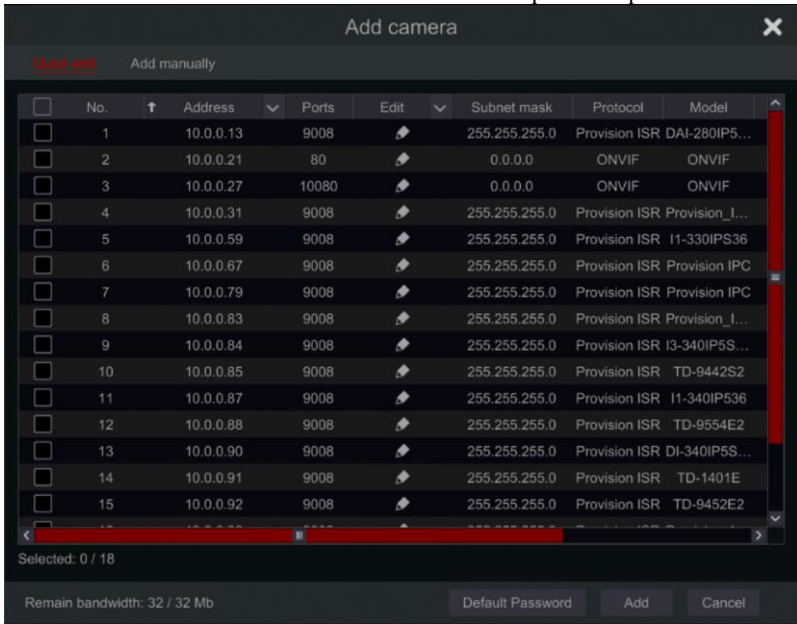 Add camera
Quick add Add manually
No. Address Ports Edit Subnet mask Protocol Model
1 10.0.0.13 9008 255.255.255.0 Provision ISR DAI-280IP5...
2 10.0.0.21 80 0.0.0.0 ONVIF ONVIF
3 10.0.0.27 10080 0.0.0.0 ONVIF ONVIF
4 10.0.0.31 9008 255.255.255.0 Provision ISR Provision_I...
5 10.0.0.59 9008 255.255.255.0 Provision ISR I1-330IPS36
6 10.0.0.67 9008 255.255.255.0 Provision ISR Provision IPC
7 10.0.0.79 9008 255.255.255.0 Provision ISR Provision IPC
8 10.0.0.83 9008 255.255.255.0 Provision ISR Provision_I...
9 10.0.0.84 9008 255.255.255.0 Provision ISR I3-340IP5S...
10 10.0.0.85 9008 255.255.255.0 Provision ISR TD-9442S2
11 10.0.0.87 9008 255.255.255.0 Provision ISR I1-340IP536
12 10.0.0.88 9008 255.255.255.0 Provision ISR TD-9554E2
13 10.0.0.90 9008 255.255.255.0 Provision ISR DI-340IP5S...
14 10.0.0.91 9008 255.255.255.0 Provision ISR TD-1401E
15 10.0.0.92 9008 255.255.255.0 Provision ISR TD-9452E2
Selected: 0 / 18
Remain bandwidth: 32 / 32 Mb Default Password Add Cancel